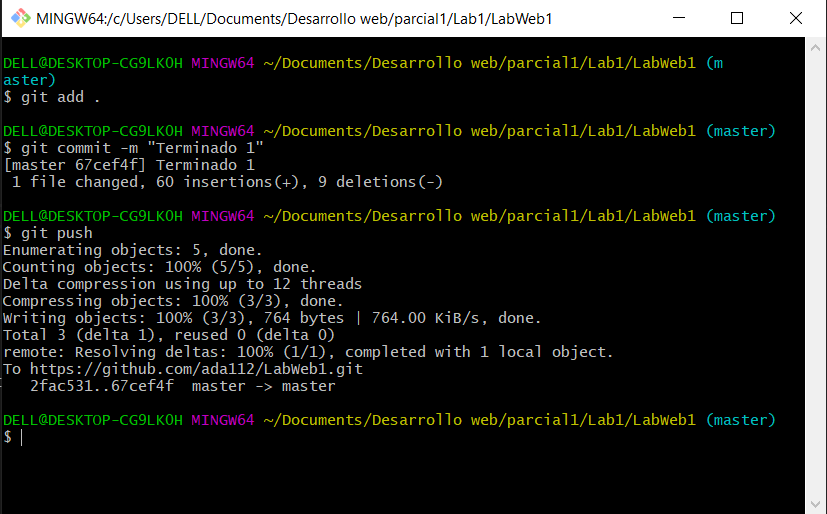 MINGW64:/c/Users/DELL/Documents/Desarrollo web/parcial1/Lab1/LabWeb1
DELL@DESKTOP-CG9LKOH MINGW64 ~/Documents/Desarrollo web/parcial1/Lab1/LabWeb1 (m
aster)
$ git add .
DELL@DESKTOP-CG9LKOH MINGW64 ~/Documents/Desarrollo web/parcial1/Lab1/LabWeb1 (master)
$ git commit -m "Terminado 1"
[master 67cef4f] Terminado 1
 1 file changed, 60 insertions(+), 9 deletions(-)
DELL@DESKTOP-CG9LKOH MINGW64 ~/Documents/Desarrollo web/parcial1/Lab1/LabWeb1 (master)
$ git push
Enumerating objects: 5, done.
Counting objects: 100% (5/5), done.
Delta compression using up to 12 threads
Compressing objects: 100% (3/3), done.
Writing objects: 100% (3/3), 764 bytes | 764.00 KiB/s, done.
Total 3 (delta 1), reused 0 (delta 0)
remote: Resolving deltas: 100% (1/1), completed with 1 local object.
To https://github.com/ada112/LabWeb1.git
   2fac531..67cef4f  master -> master
DELL@DESKTOP-CG9LKOH MINGW64 ~/Documents/Desarrollo web/parcial1/Lab1/LabWeb1 (master)
$